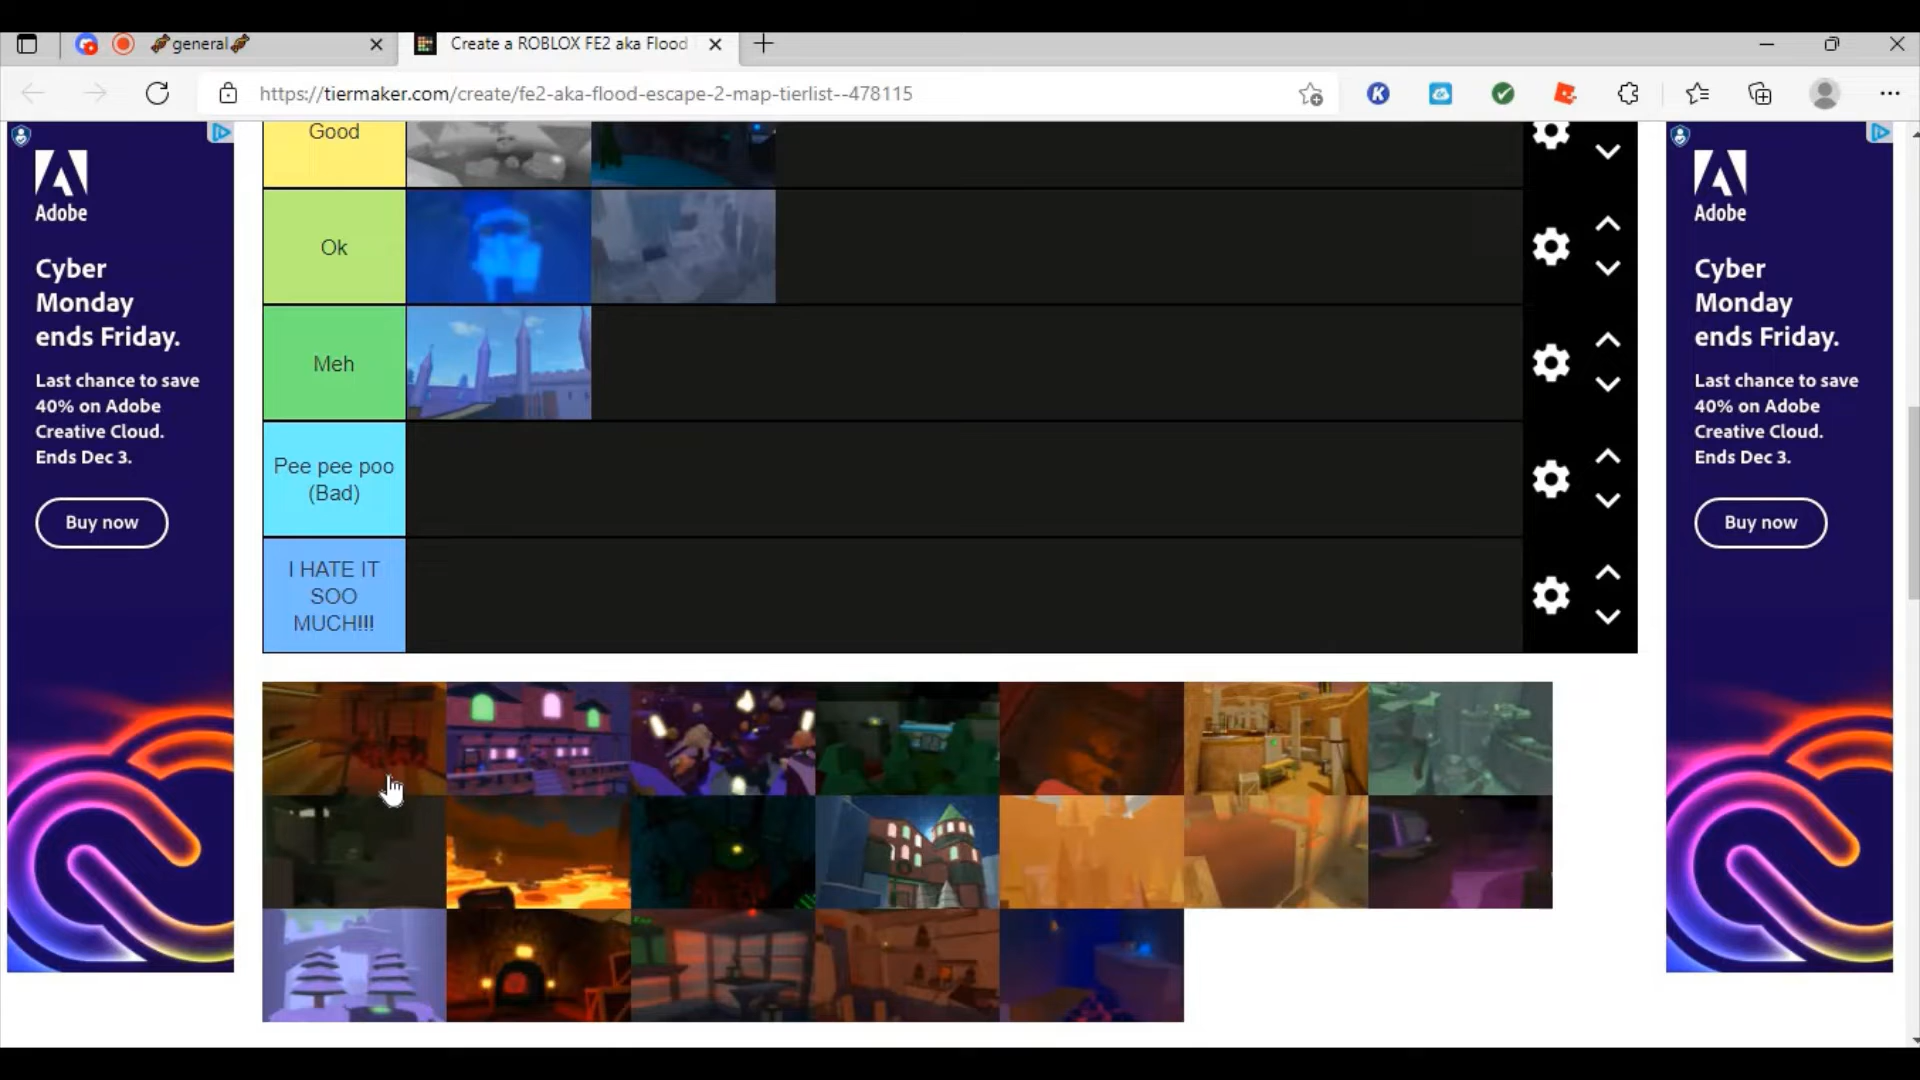 general
Create a ROBLOX FE2 aka Flood
https://tiermaker.com/create/fe2-aka-flood-escape-2-map-tierlist--478115
K
Adobe
Cyber
Monday
ends Friday.
Last chance to save
40% on Adobe
Creative Cloud.
Ends Dec 3.
Buy now
Good
Ok
Meh
Pee pee poo
(Bad)
I HATE IT
SOO
MUCH!!!
Adobe
Cyber
Monday
ends Friday.
Last chance to save
40% on Adobe
Creative Cloud.
Ends Dec 3.
Buy now